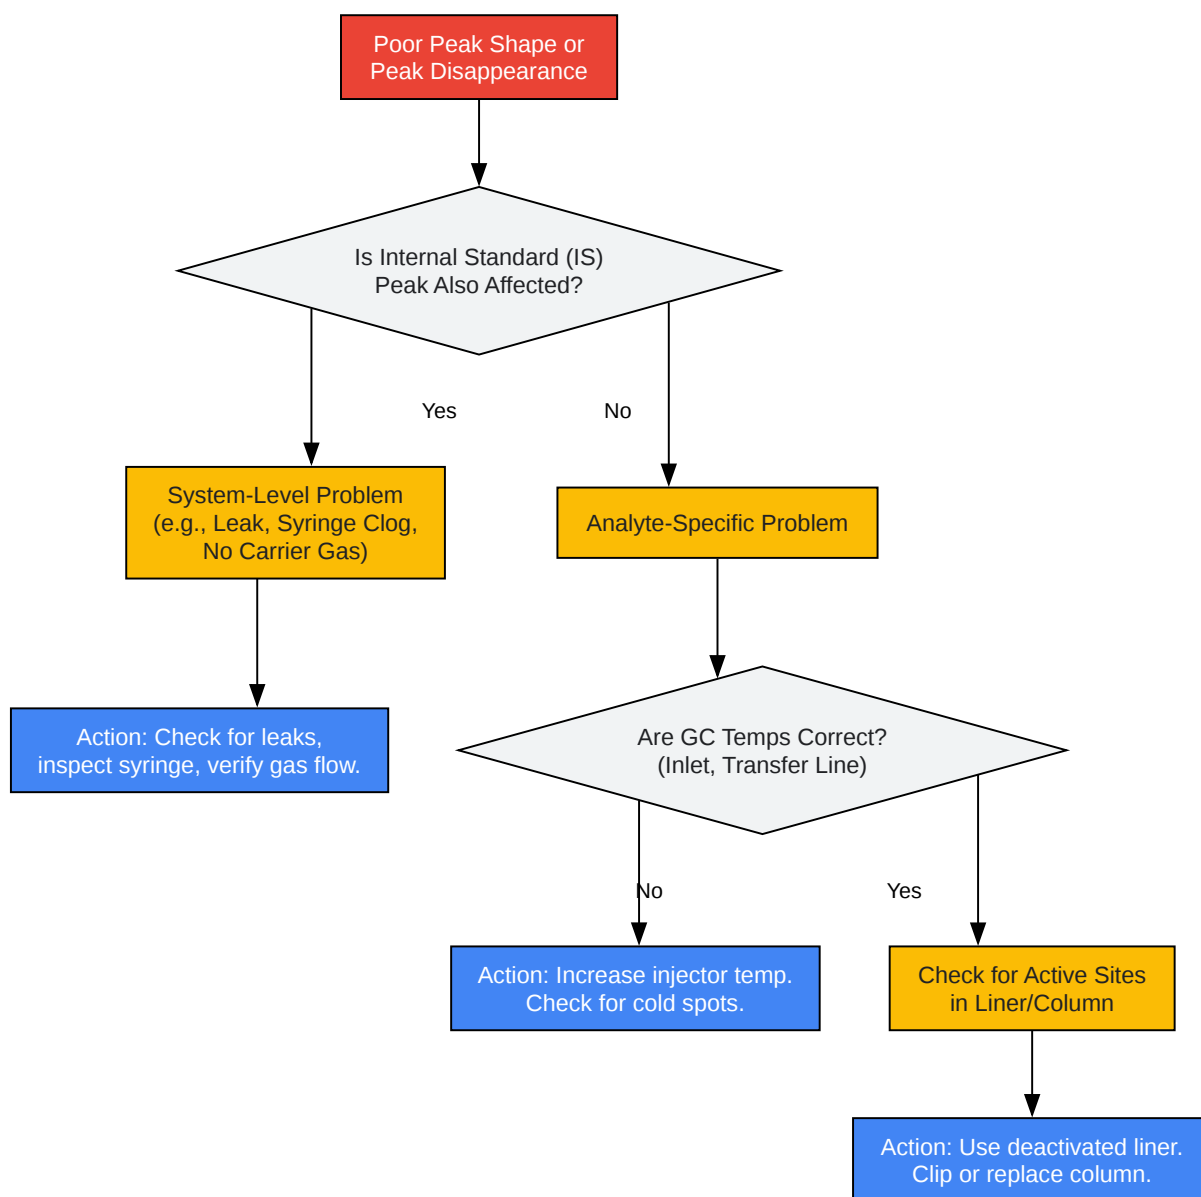 Poor Peak Shape or
Peak Disappearance
Is Internal Standard (IS)
Peak Also Affected?
Yes
No
System-Level Problem
(e.g., Leak, Syringe Clog,
No Carrier Gas)
Analyte-Specific Problem
Action: Check for leaks,
inspect syringe, verify gas flow.
Are GC Temps Correct?
(Inlet, Transfer Line)
No
Yes
Action: Increase injector temp.
Check for cold spots.
Check for Active Sites
in Liner/Column
Action: Use deactivated liner.
Clip or replace column.